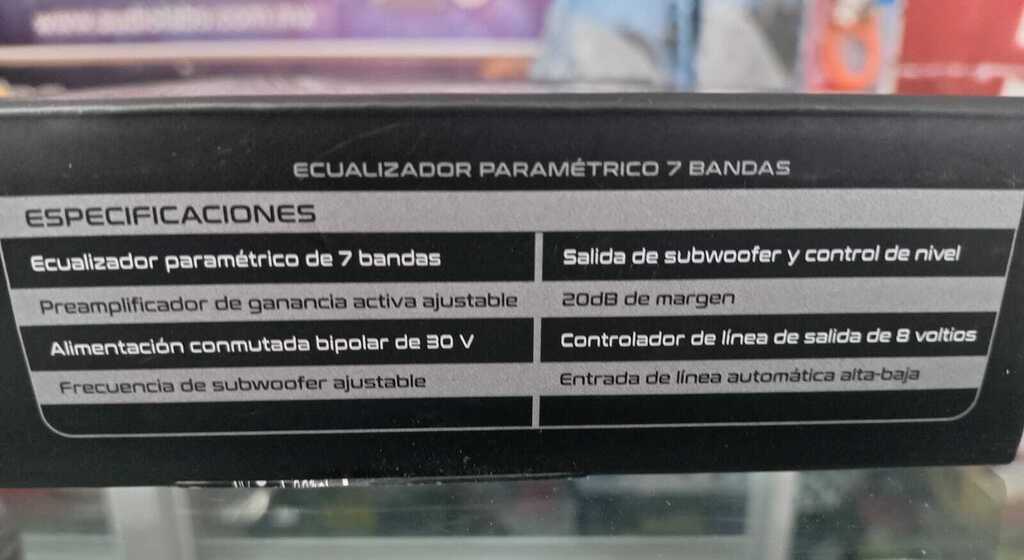 ECUALIZADOR PARAMÉTRICO 7 BANDAS
ESPECIFICACIONES
Ecualizador paramétrico de 7 bandas
Salida de subwoofer y control de nivel
Preamplificador de ganancia activa ajustable
20dB de margen
Alimentación conmutada bipolar de 30 V
Controlador de línea de salida de 8 voltios
Frecuencia de subwoofer ajustable
Entrada de línea automática alta-baja